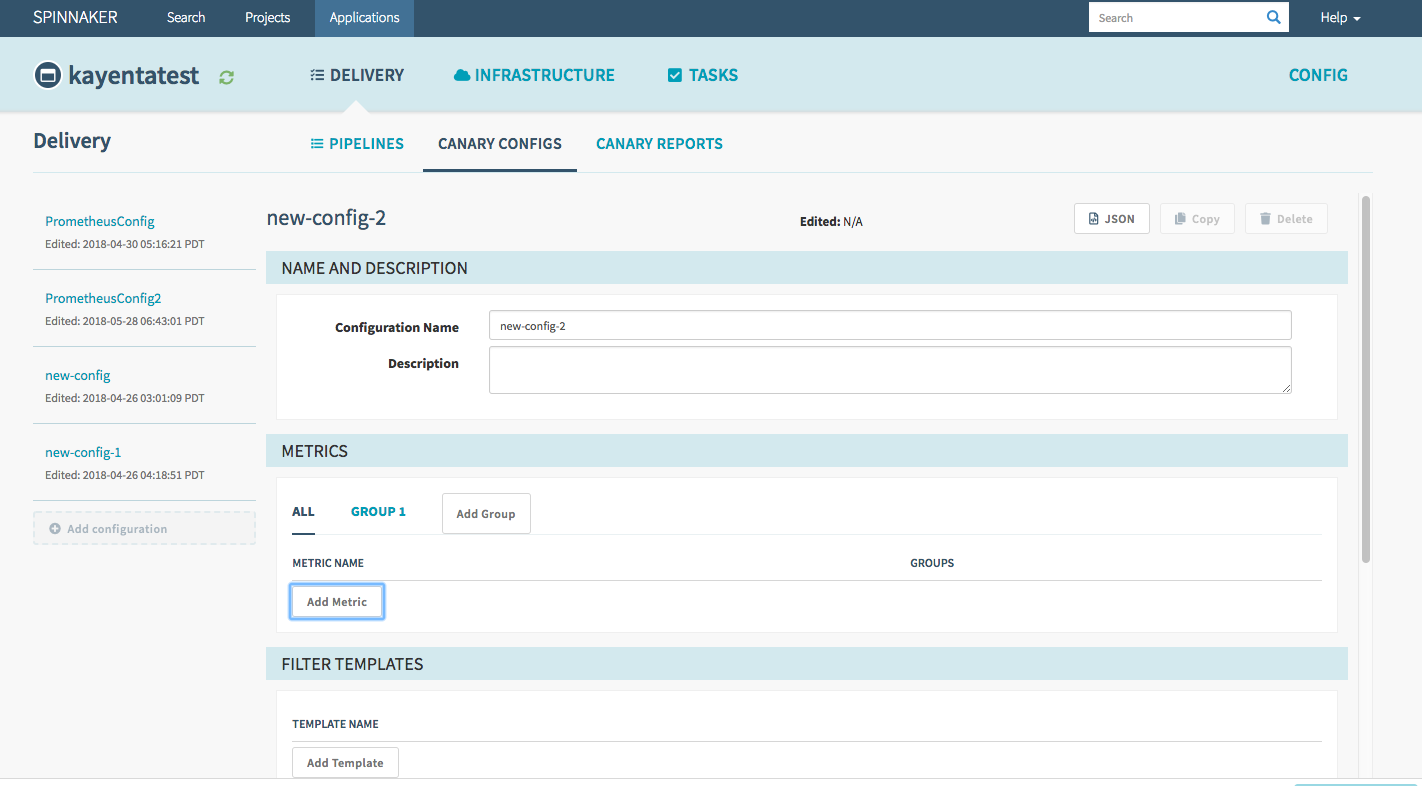 SPINNAKER Search Projects Applications Search Help
kayentatest DELIVERY INFRASTRUCTURE TASKS CONFIG
Delivery PIPELINES CANARY CONFIGS CANARY REPORTS
PrometheusConfig
Edited: 2018-04-30 05:16:21 PDT
PrometheusConfig2
Edited: 2018-05-28 06:43:01 PDT
new-config
Edited: 2018-04-26 03:01:09 PDT
new-config-1
Edited: 2018-04-26 04:18:51 PDT
Add configuration
new-config-2 Edited: N/A JSON Copy Delete
NAME AND DESCRIPTION
Configuration Name new-config-2
Description
METRICS
ALL GROUP 1 Add Group
METRIC NAME GROUPS
Add Metric
FILTER TEMPLATES
TEMPLATE NAME
Add Template